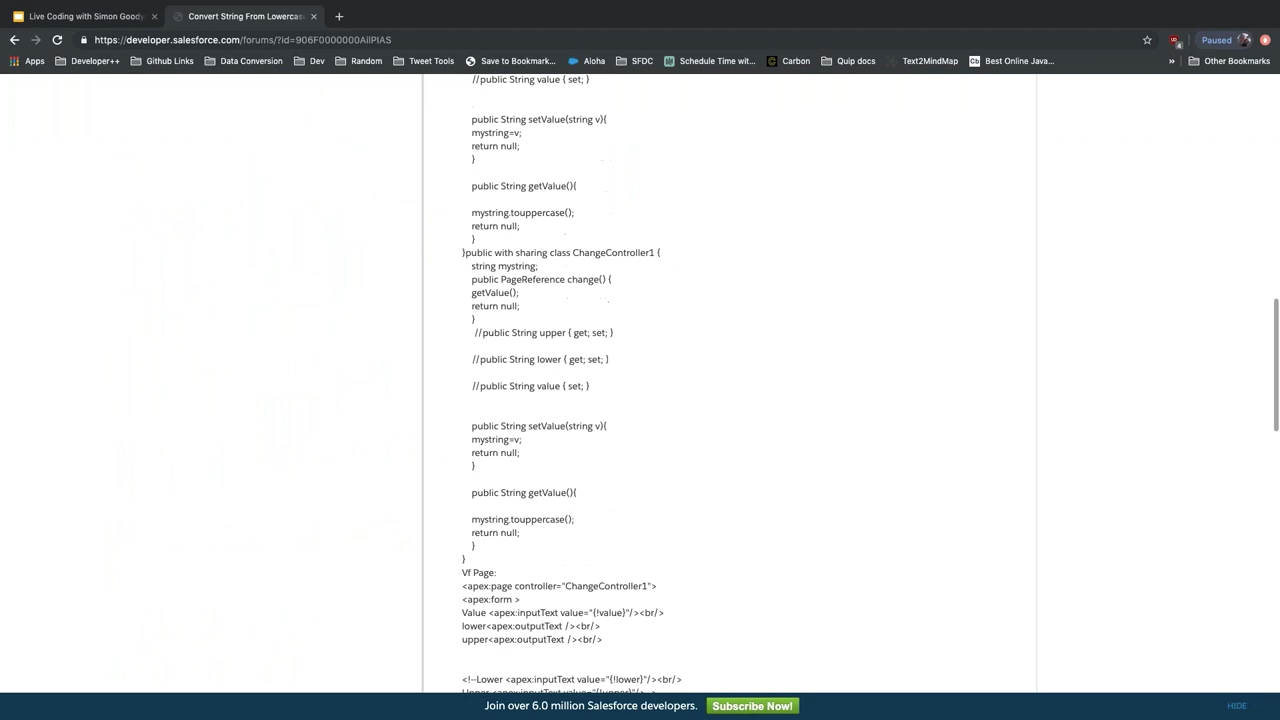 Live Coding with Simon Goody
Convert String From Lowercas
https://developer.salesforce.com/forums/?id=906F0000000AilPIAS
Paused
Apps
Developer++
Github Links
Data Conversion
Dev
Random
Tweet Tools
Save to Bookmark...
Aloha
SFDC
Schedule Time wit...
Carbon
Quip docs
Text2MindMap
Best Online Java...
»
Other Bookmarks
//public String value { set; }
public String setValue(string v){
mystring=v;
return null;
}
public String getValue(){
mystring.touppercase();
return null;
}
}public with sharing class ChangeController1 {
string mystring;
public PageReference change() {
getValue();
return null;
}
//public String upper { get; set; }
//public String lower { get; set; }
//public String value { set; }
public String setValue(string v){
mystring=v;
return null;
}
public String getValue(){
mystring.touppercase();
return null;
}
}
Vf Page:
<apex:page controller="ChangeController1">
<apex:form >
Value <apex:inputText value="{!value}"/><br/>
lower<apex:outputText /><br/>
upper<apex:outputText /><br/>
<!--Lower <apex:inputText value="{!lower}"/><br/>
Join over 6.0 million Salesforce developers.
Subscribe Now!
HIDE